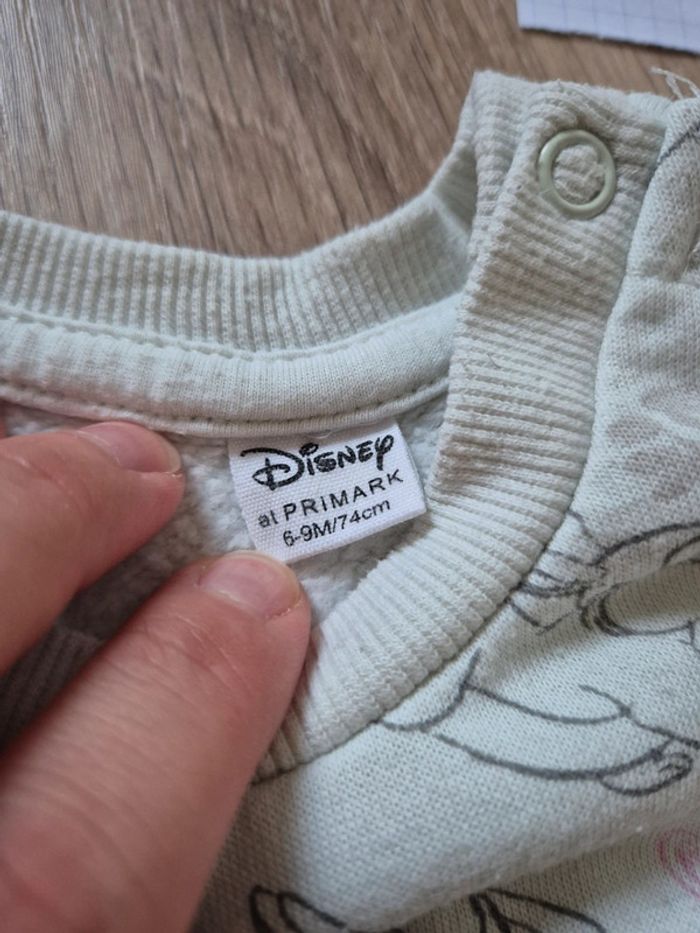 Disney
at PRIMARK
6-9M/74cm